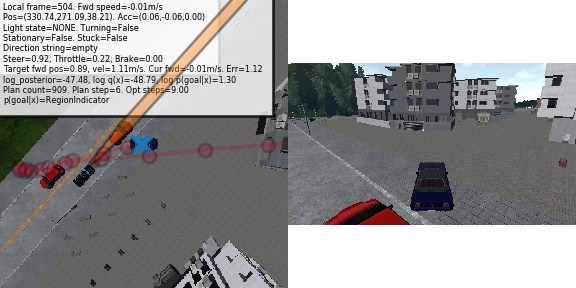 Local frame=504. Fwd speed=-0.01m/s
Pos=(330.74,271.09,38.21). Acc=(0.06,-0.06,0.00)
Light state=NONE. Turning=False
Stationary=False. Stuck=False
Direction string=empty
Steer=0.92, Throttle=0.22, Brake=0.00
Target fwd pos=0.89, vel=1.11m/s. Cur fwd=-0.01m/s. Err=1.12
log_posterior=-47.48, log q(x)=-48.79, log p(goal|x)=1.30
Plan count=909. Plan step=6. Opt steps=9.00
p(goal|x)=RegionIndicator